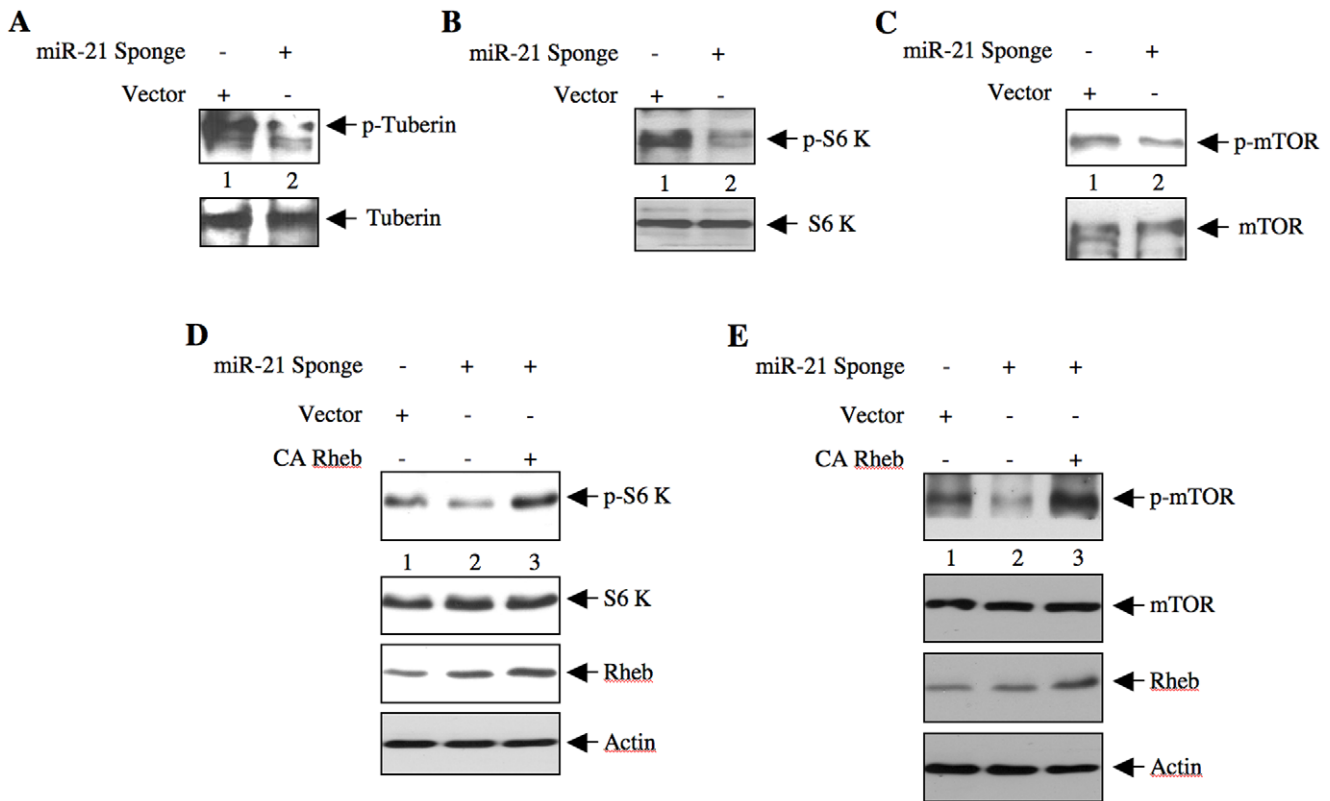 A
miR-21 Sponge - +
Vector + -
p-Tuberin
1 2
Tuberin
B
miR-21 Sponge - +
Vector + -
p-S6 K
1 2
S6 K
C
miR-21 Sponge - +
Vector + -
p-mTOR
1 2
mTOR
D
miR-21 Sponge - + +
Vector + - -
CA Rheb - - +
p-S6 K
1 2 3
S6 K
Rheb
Actin
E
miR-21 Sponge - + +
Vector + - -
CA Rheb - - +
p-mTOR
1 2 3
mTOR
Rheb
Actin